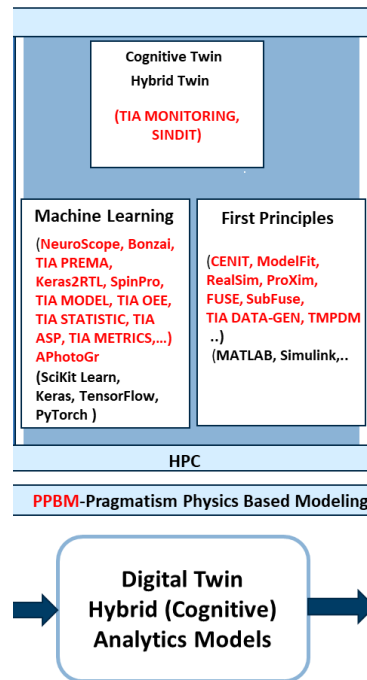 Cognitive Twin
Hybrid Twin
(TIA MONITORING,
SINDIT)
Machine Learning
(NeuroScope, Bonzai,
TIA PREMA,
Keras2RTL, SpinPro,
TIA MODEL, TIA OEE,
TIA STATISTIC, TIA
ASP, TIA METRICS,...)
APhotoGr
(SciKit Learn,
Keras, TensorFlow,
PyTorch )
First Principles
(CENIT, ModelFit,
RealSim, ProXim,
FUSE, SubFuse,
TIA DATA-GEN, TMPDM
..)
(MATLAB, Simulink,..
HPC
PPBM-Pragmatism Physics Based Modeling
Digital Twin
Hybrid (Cognitive)
Analytics Models